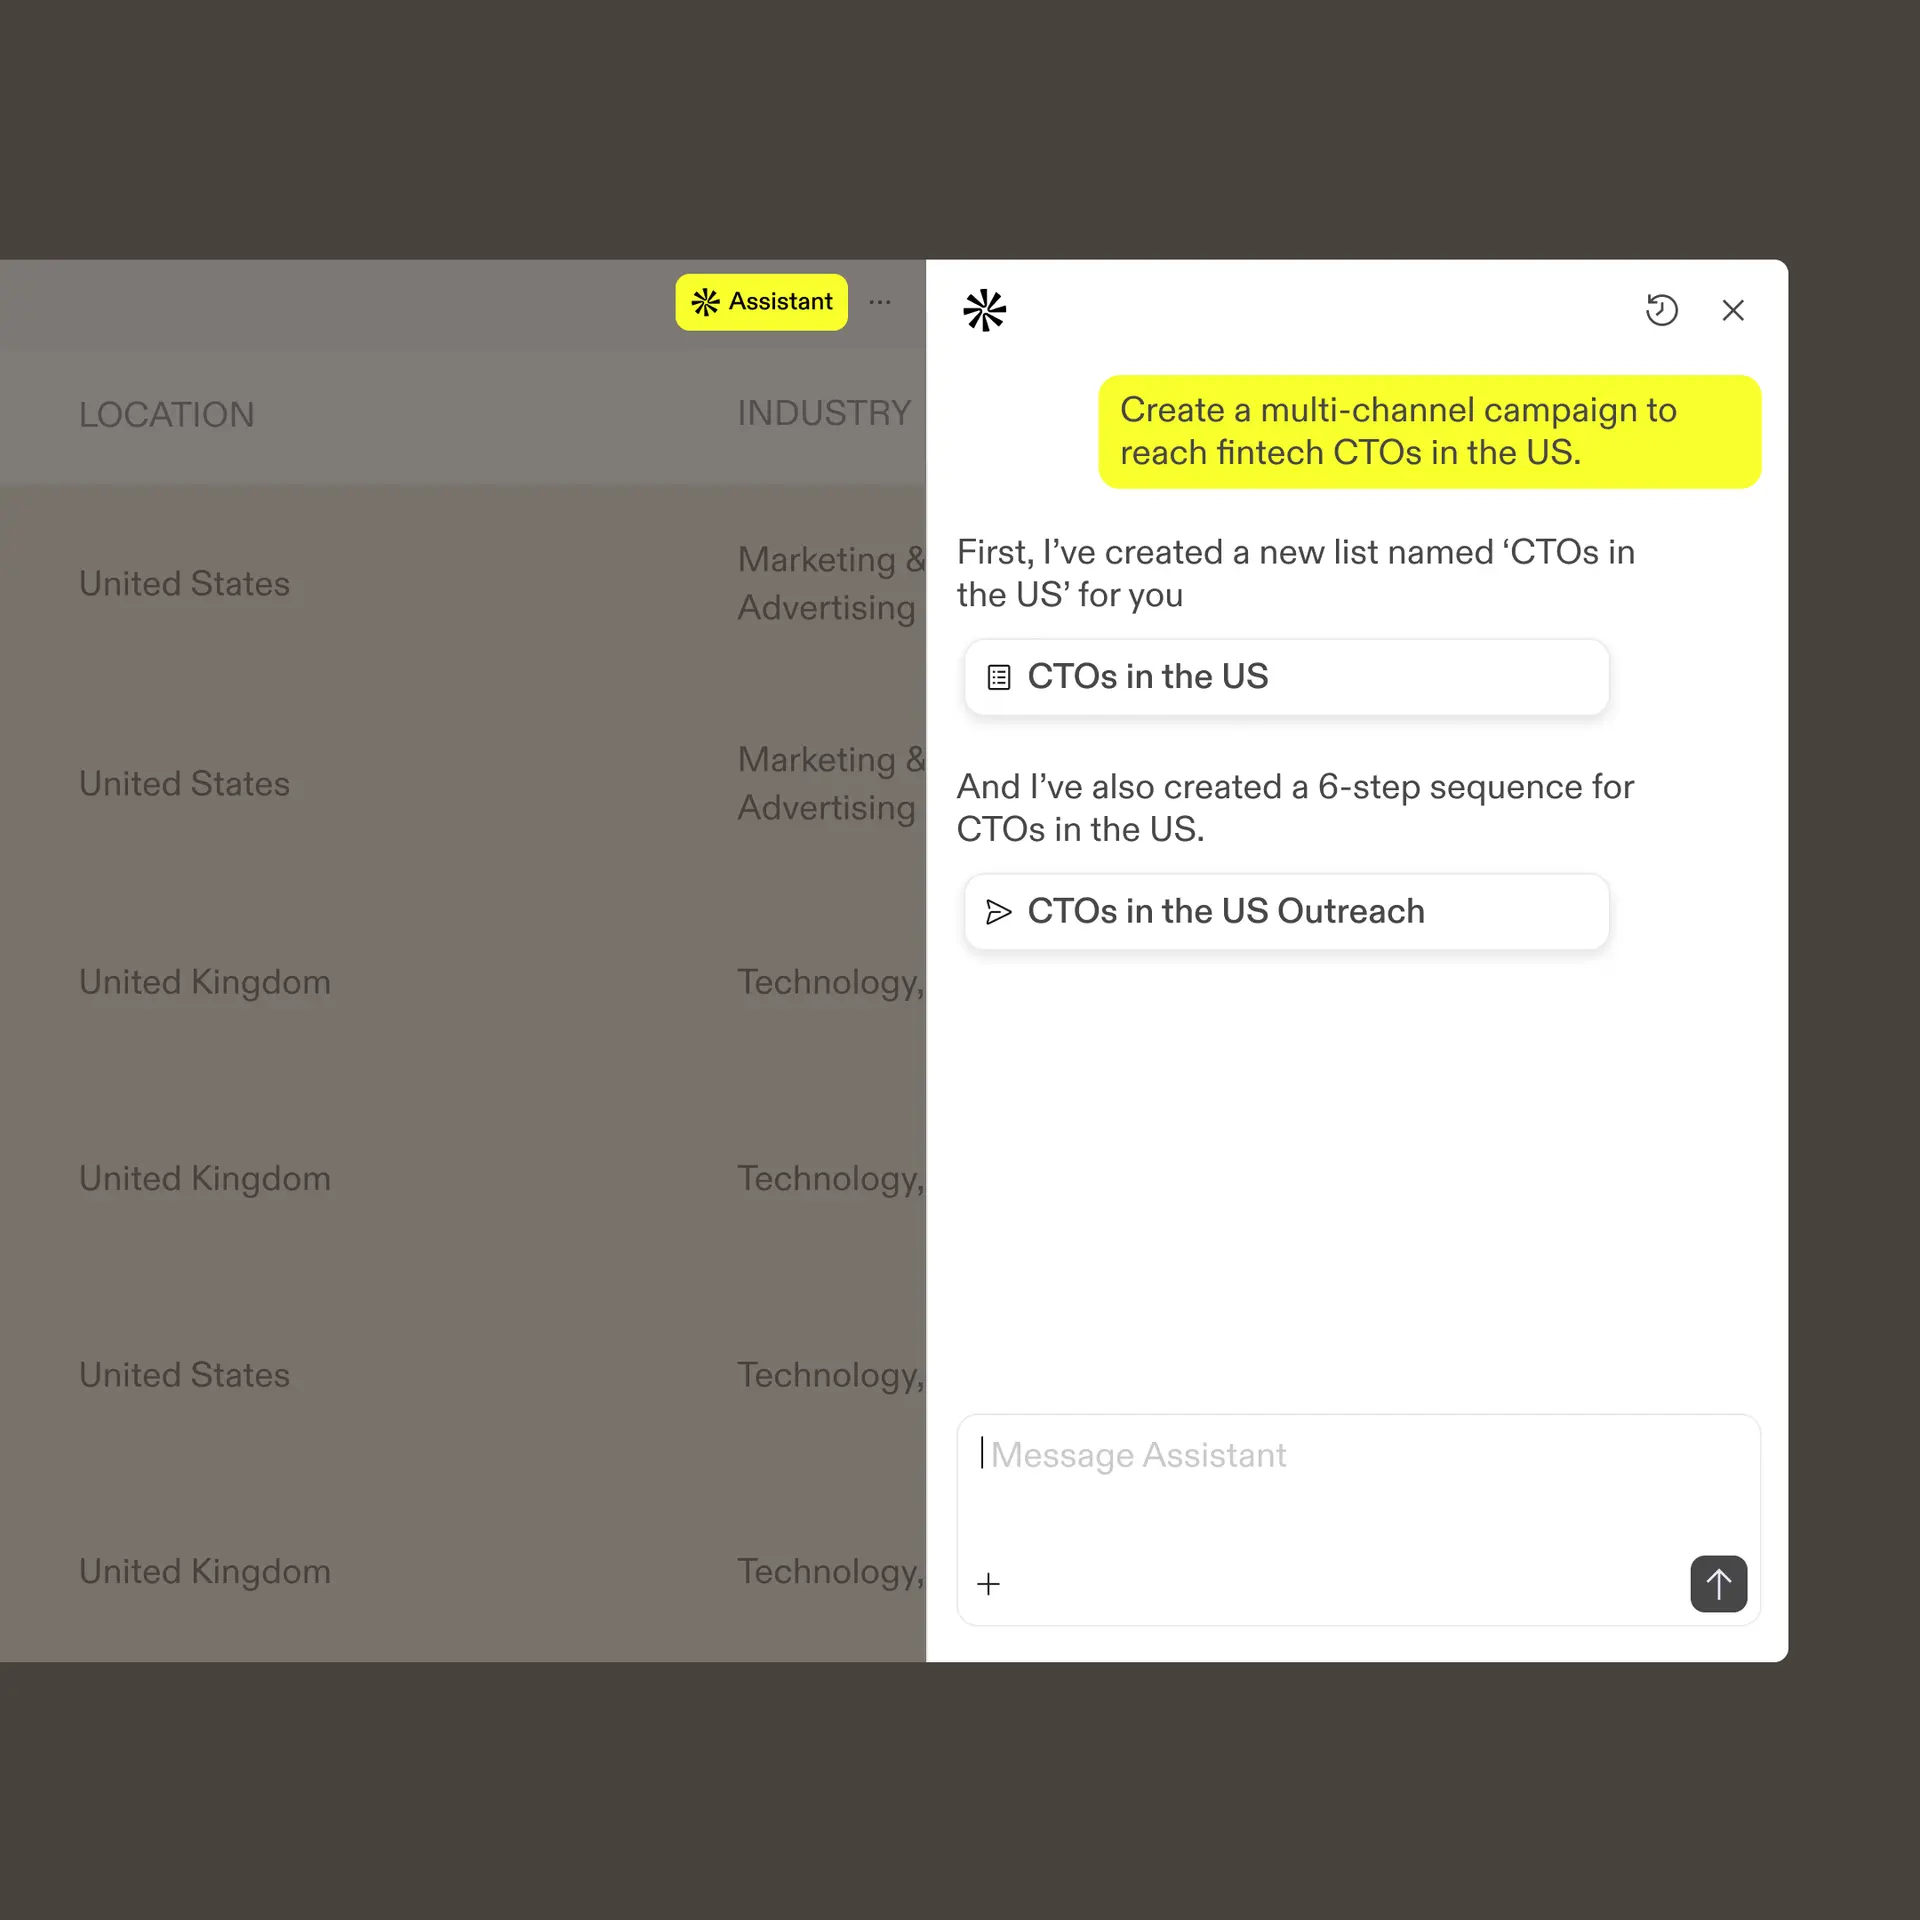 Assistant
LOCATION
INDUSTRY
United States
Marketing &
Advertising
United States
Marketing &
Advertising
United Kingdom
Technology,
United Kingdom
Technology,
United States
Technology,
United Kingdom
Technology,
Create a multi-channel campaign to
reach fintech CTOs in the US.
First, I’ve created a new list named ‘CTOs in
the US’ for you
CTOs in the US
And I’ve also created a 6-step sequence for
CTOs in the US.
CTOs in the US Outreach
Message Assistant